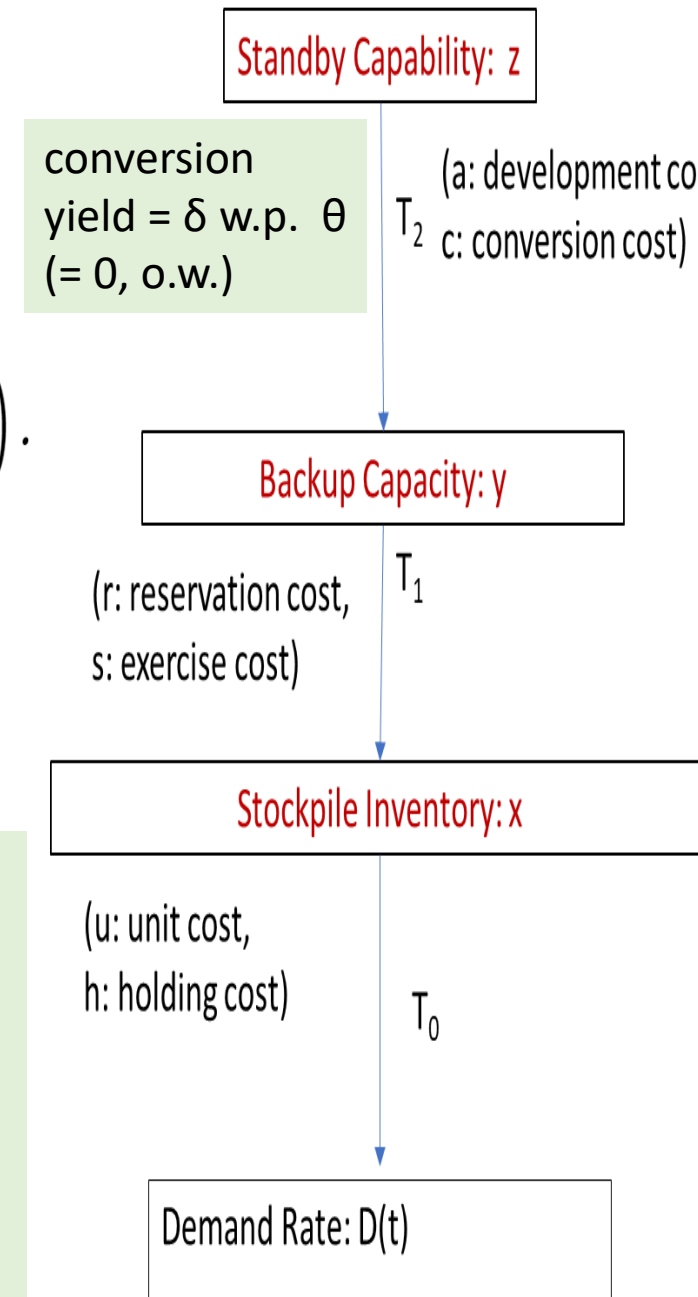 Standby Capability: z
conversion
yield = δ w.p. θ
(= 0, o.w.)
T₂
(a: development co
c: conversion cost)
) .
Backup Capacity: y
(r: reservation cost,
s: exercise cost)
T₁
Stockpile Inventory: x
(u: unit cost,
h: holding cost)
T₀
Demand Rate: D(t)